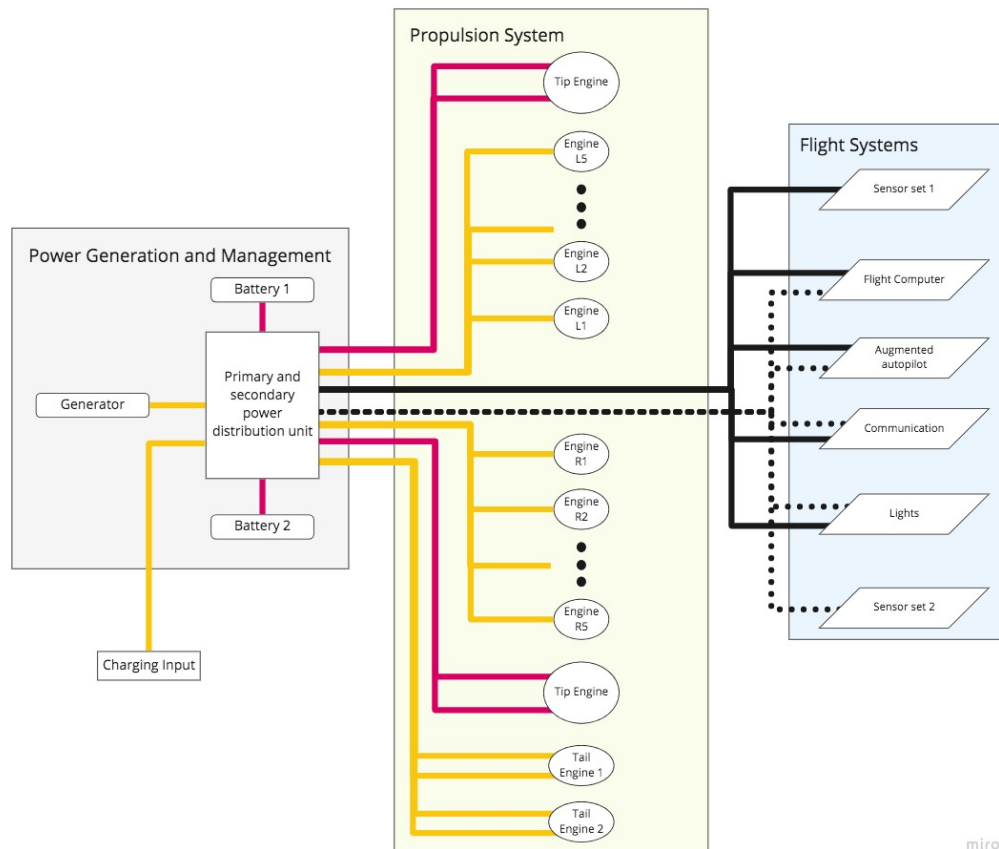 Propulsion System
Tip Engine
Engine
L5
Engine
L2
Engine
L1
Engine
R1
Engine
R2
Engine
R5
Tip Engine
Tail
Engine 1
Tail
Engine 2
Flight Systems
Sensor set 1
Flight Computer
Augmented
autopilot
Communication
Lights
Sensor set 2
Power Generation and Management
Battery 1
Primary and
secondary
power
distribution unit
Generator
Battery 2
Charging Input
miro